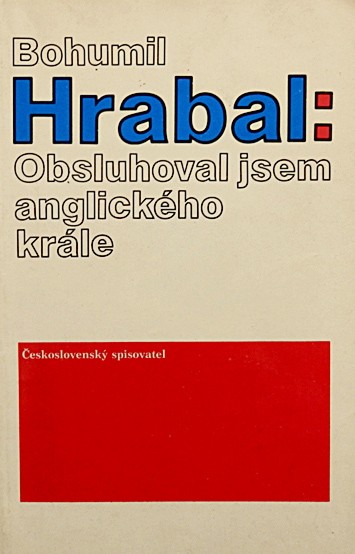 Bohumil
Hrabal:
Obsluhoval jsem
anglického
krále
Československý spisovatel